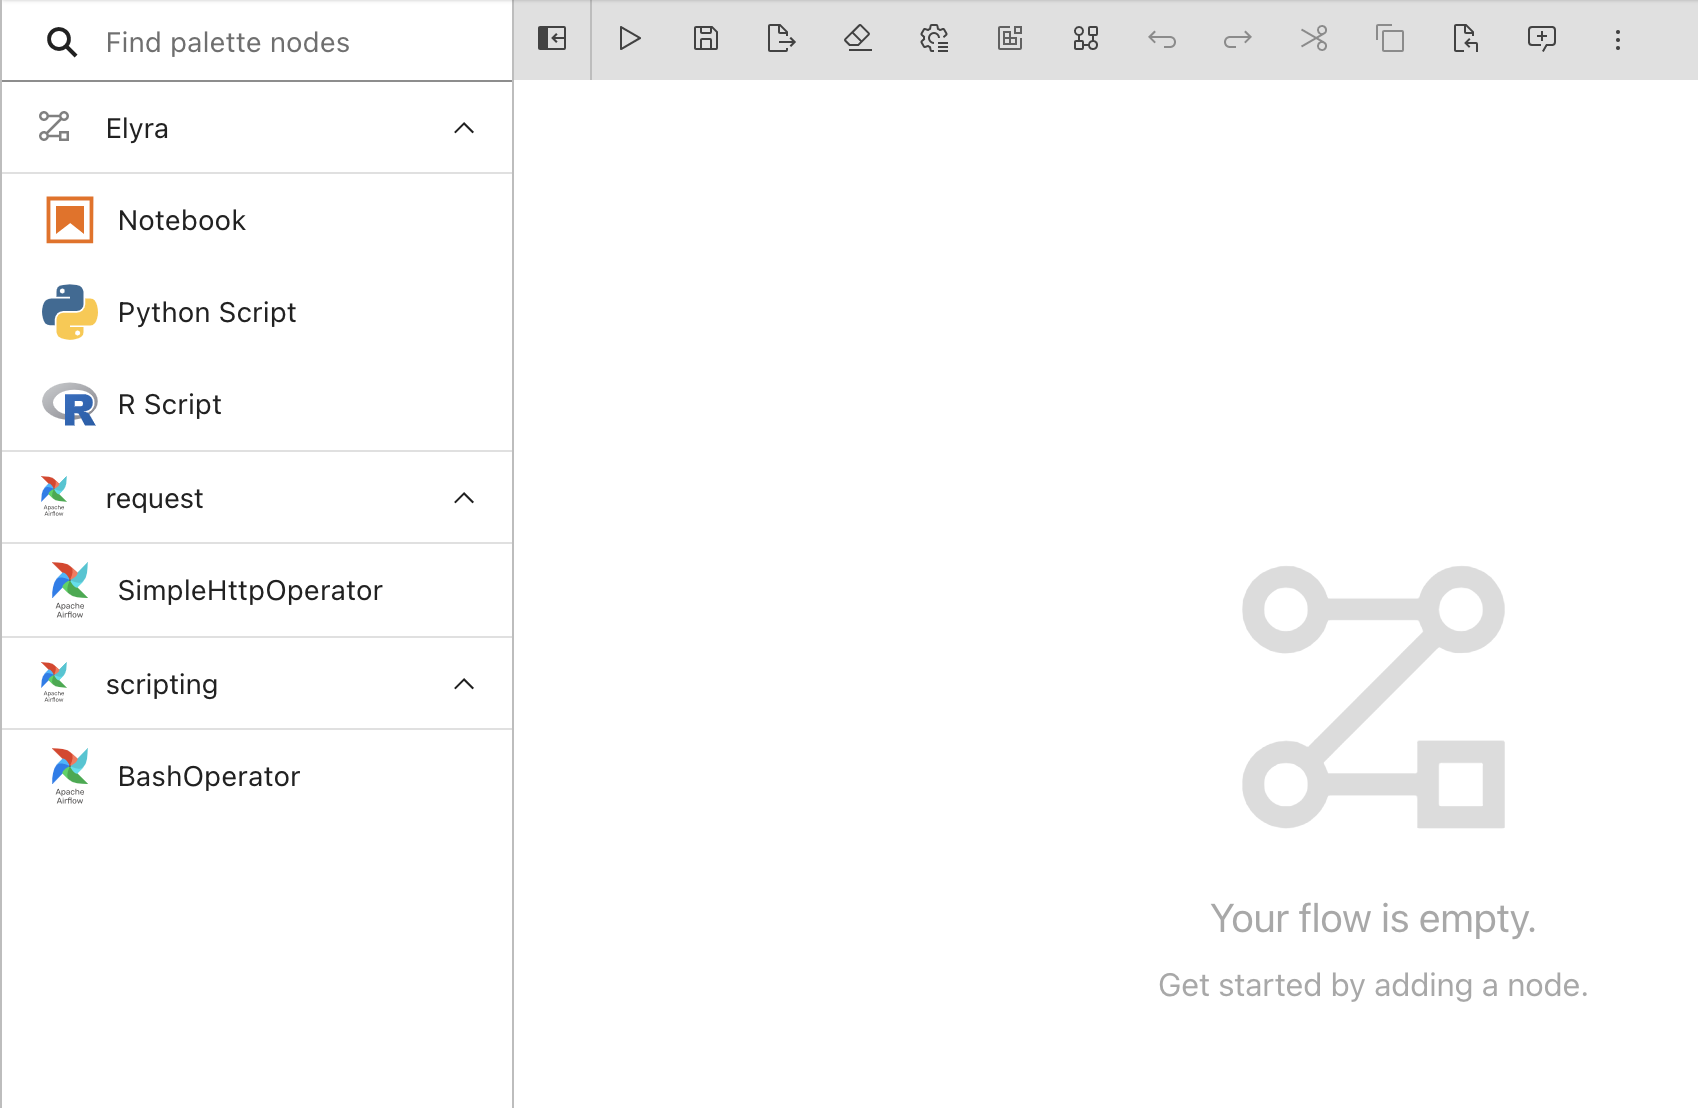 Find palette nodes
Elyra
Notebook
Python Script
R Script
Apache
Airflow
request
Apache
Airflow
SimpleHttpOperator
Apache
Airflow
scripting
Apache
Airflow
BashOperator
Your flow is empty.
Get started by adding a node.